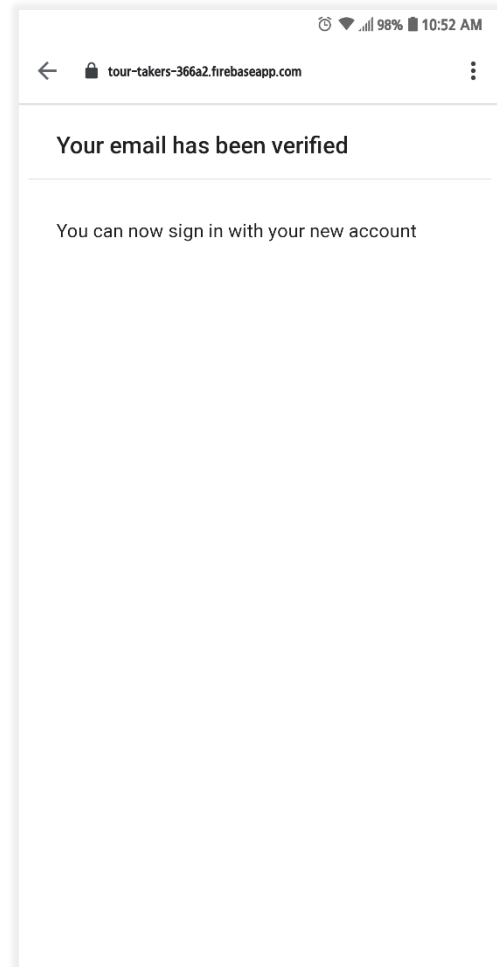 98% 10:52 AM
tour-takers-366a2.firebaseapp.com
Your email has been verified
You can now sign in with your new account